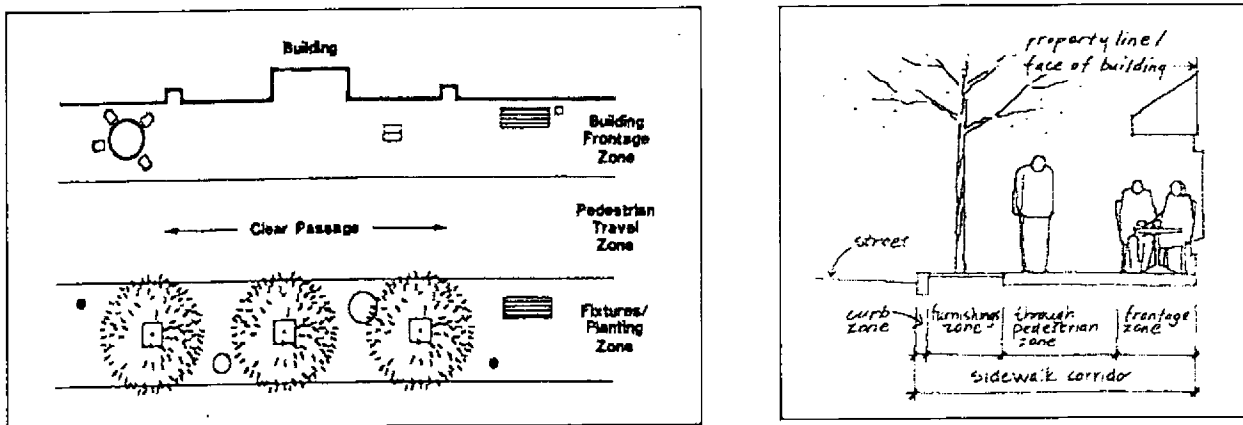 Building
Building
Frontage
Zone
Pedestrian
Travel
Zone
Clear Passage
Fixtures/
Planting
Zone
property line/
face of building
street
curb
zone
furnishings
zone
through
pedestrian
zone
frontage
zone
sidewalk corridor